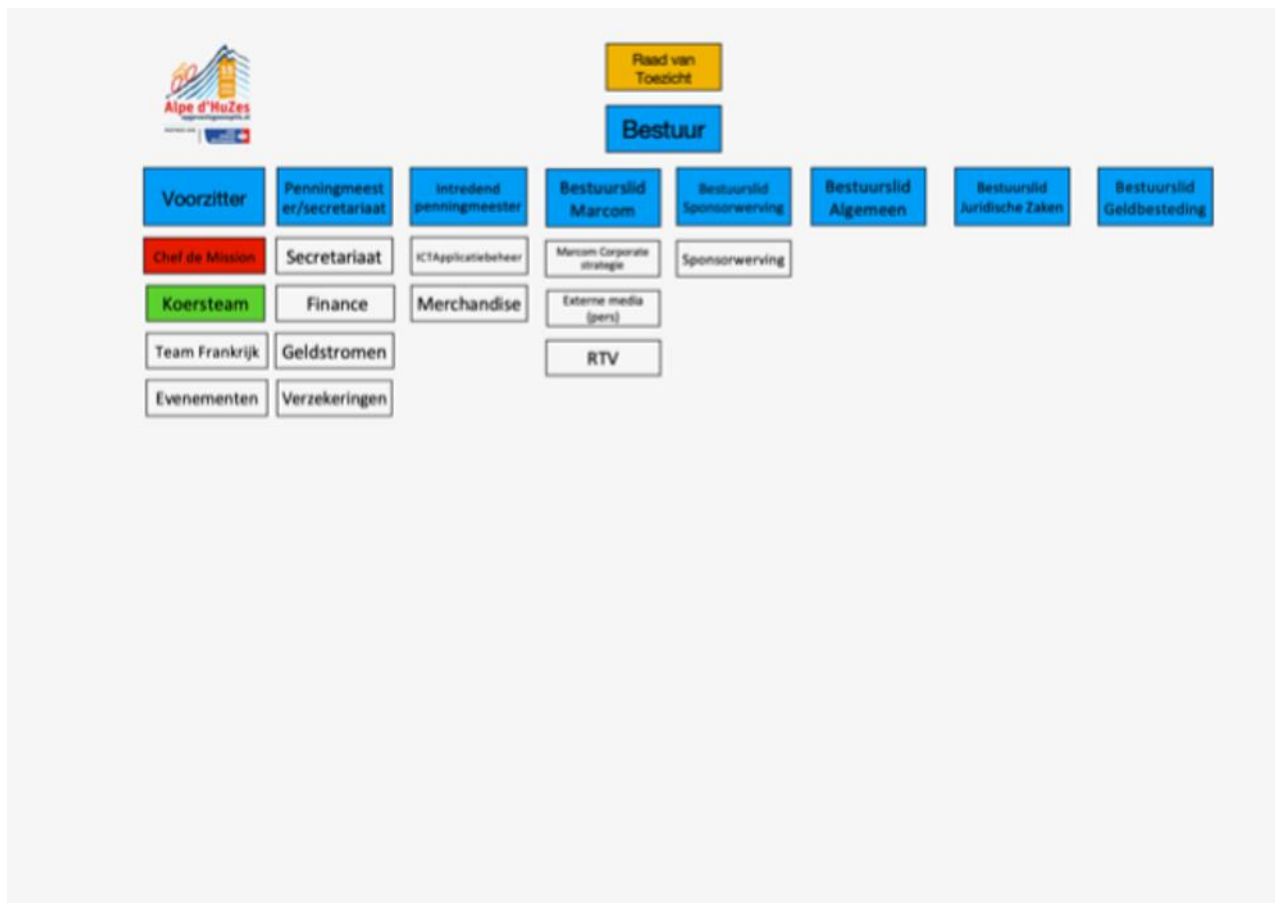 Alpe d'HuZes
Raad van
Toezicht
Bestuur
Voorzitter
Penningmeest
er/secretariaat
Intredend
penningmeester
Bestuurslid
Marcom
Bestuurslid
Sponsorwerving
Bestuurslid
Algemeen
Bestuurslid
Juridische Zaken
Bestuurslid
Geldbesteding
Chef de Mission
Secretariaat
ICTApplicatiebeheer
Marcom Corporate
strategie
Sponsorwerving
Koersteam
Finance
Merchandise
Externe media
(pers)
Team Frankrijk
Geldstromen
RTV
Evenementen
Verzekeringen